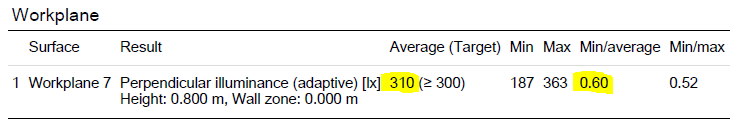 Workplane
Surface Result Average (Target) Min Max Min/average Min/max
1 Workplane 7 Perpendicular illuminance (adaptive) [lx] 310 (≥ 300) 187 363 0.60 0.52
Height: 0.800 m, Wall zone: 0.000 m